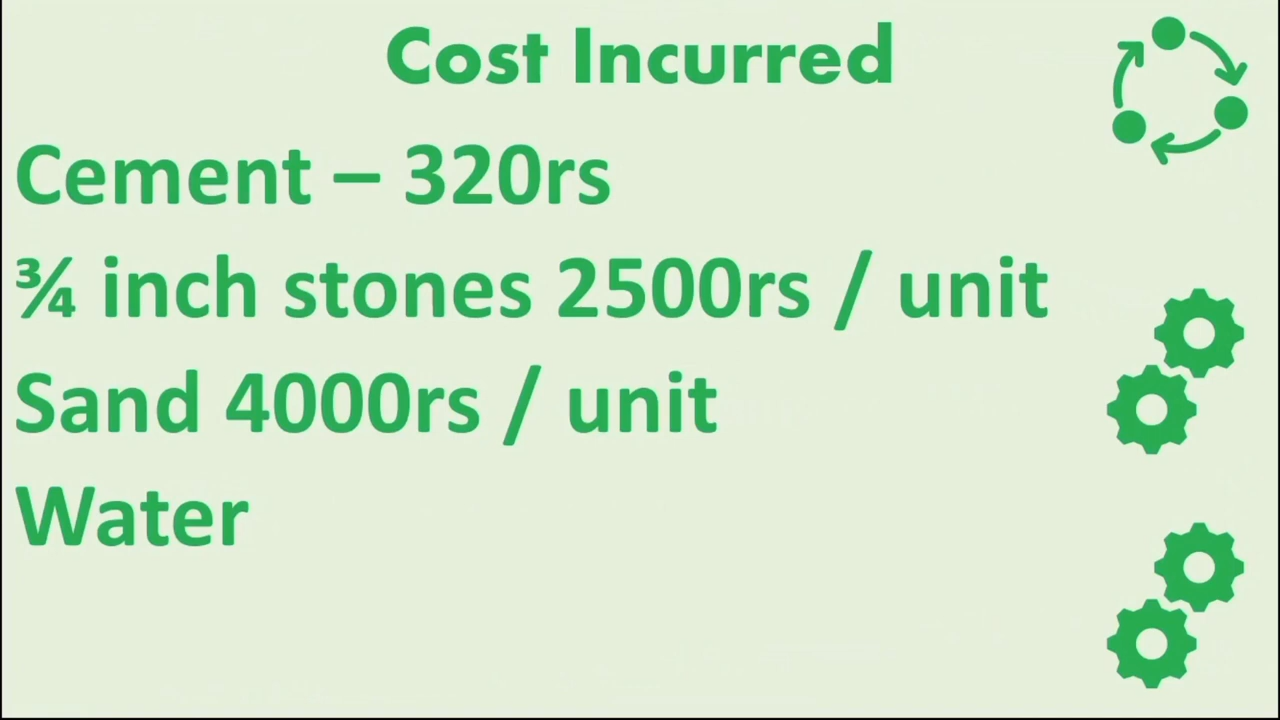 Cost Incurred
Cement – 320rs
¾ inch stones 2500rs / unit
Sand 4000rs / unit
Water